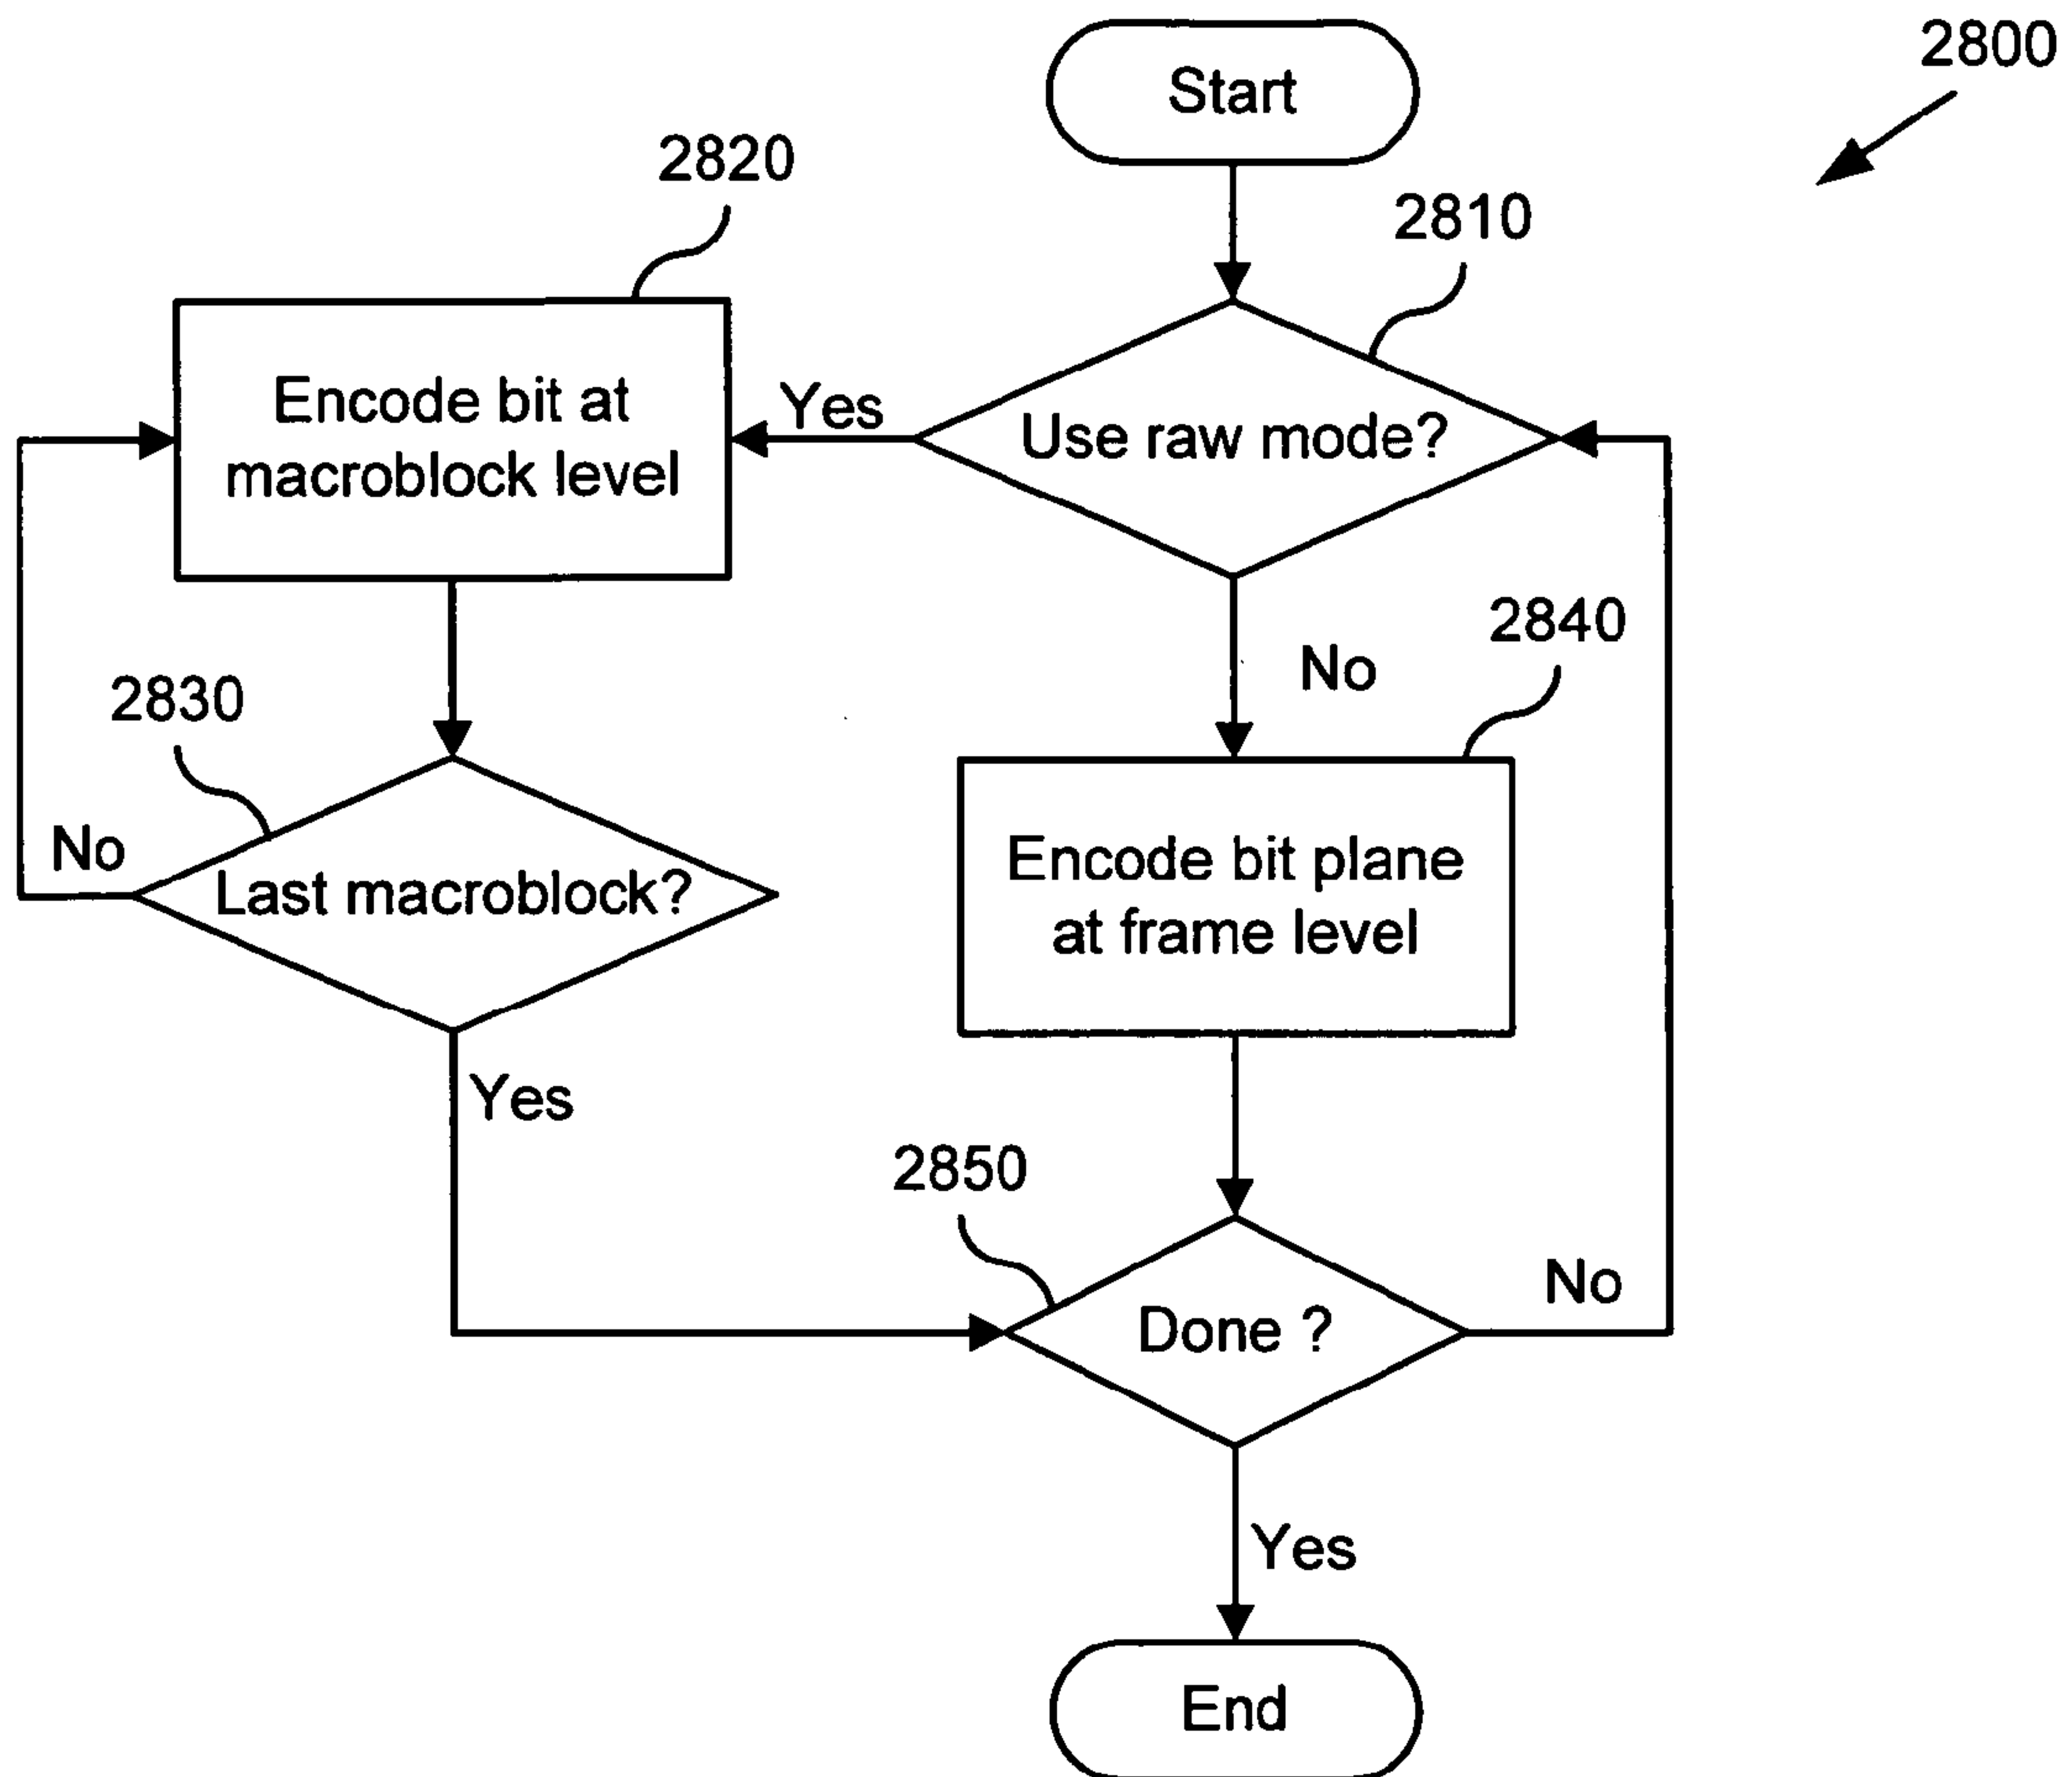 Start
2800
2820
2810
Encode bit at
macroblock level
Yes
Use raw mode?
No
2840
2830
No
Last macroblock?
Encode bit plane
at frame level
Yes
2850
Done ?
No
Yes
End